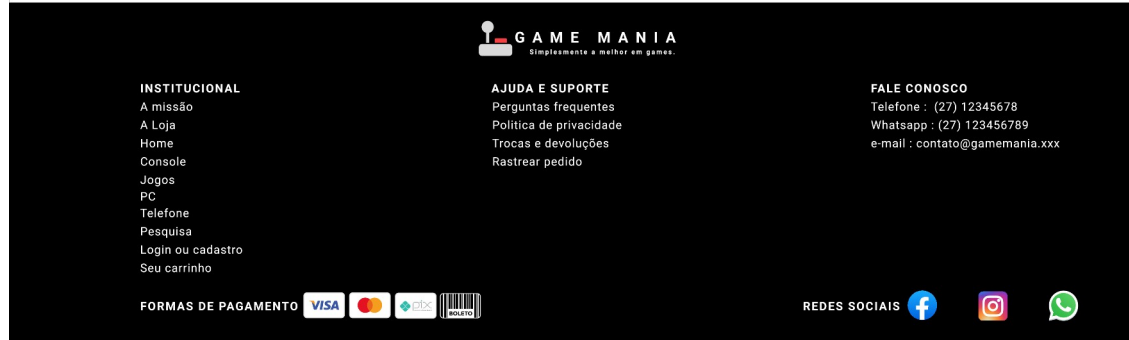 GAME MANIA
Simplesmente a melhor em games.
INSTITUCIONAL
A missão
A Loja
Home
Console
Jogos
PC
Telefone
Pesquisa
Login ou cadastro
Seu carrinho
AJUDA E SUPORTE
Perguntas frequentes
Politica de privacidade
Trocas e devoluções
Rastrear pedido
FALE CONOSCO
Telefone : (27) 12345678
Whatsapp : (27) 123456789
e-mail : contato@gamemania.xxx
FORMAS DE PAGAMENTO
VISA
pix
BOLETO
REDES SOCIAIS